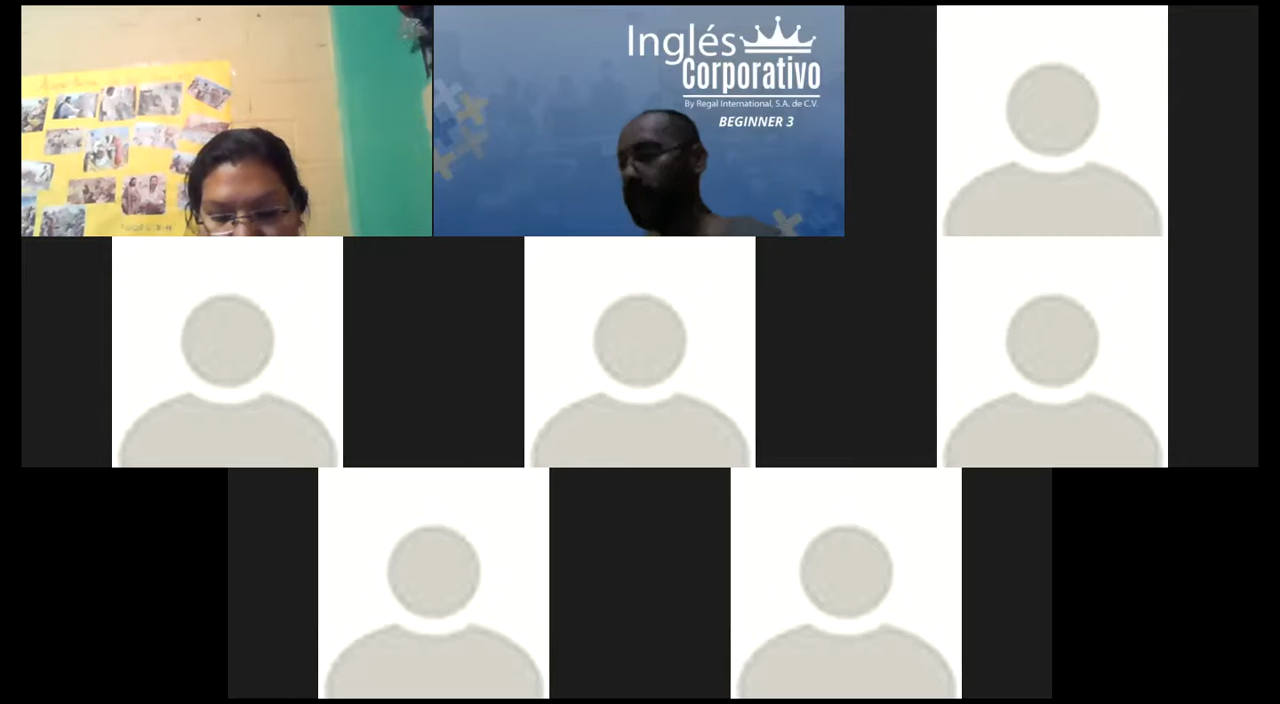 Inglés
Corporativo
By Regal International, S.A. de C.V.
BEGINNER 3